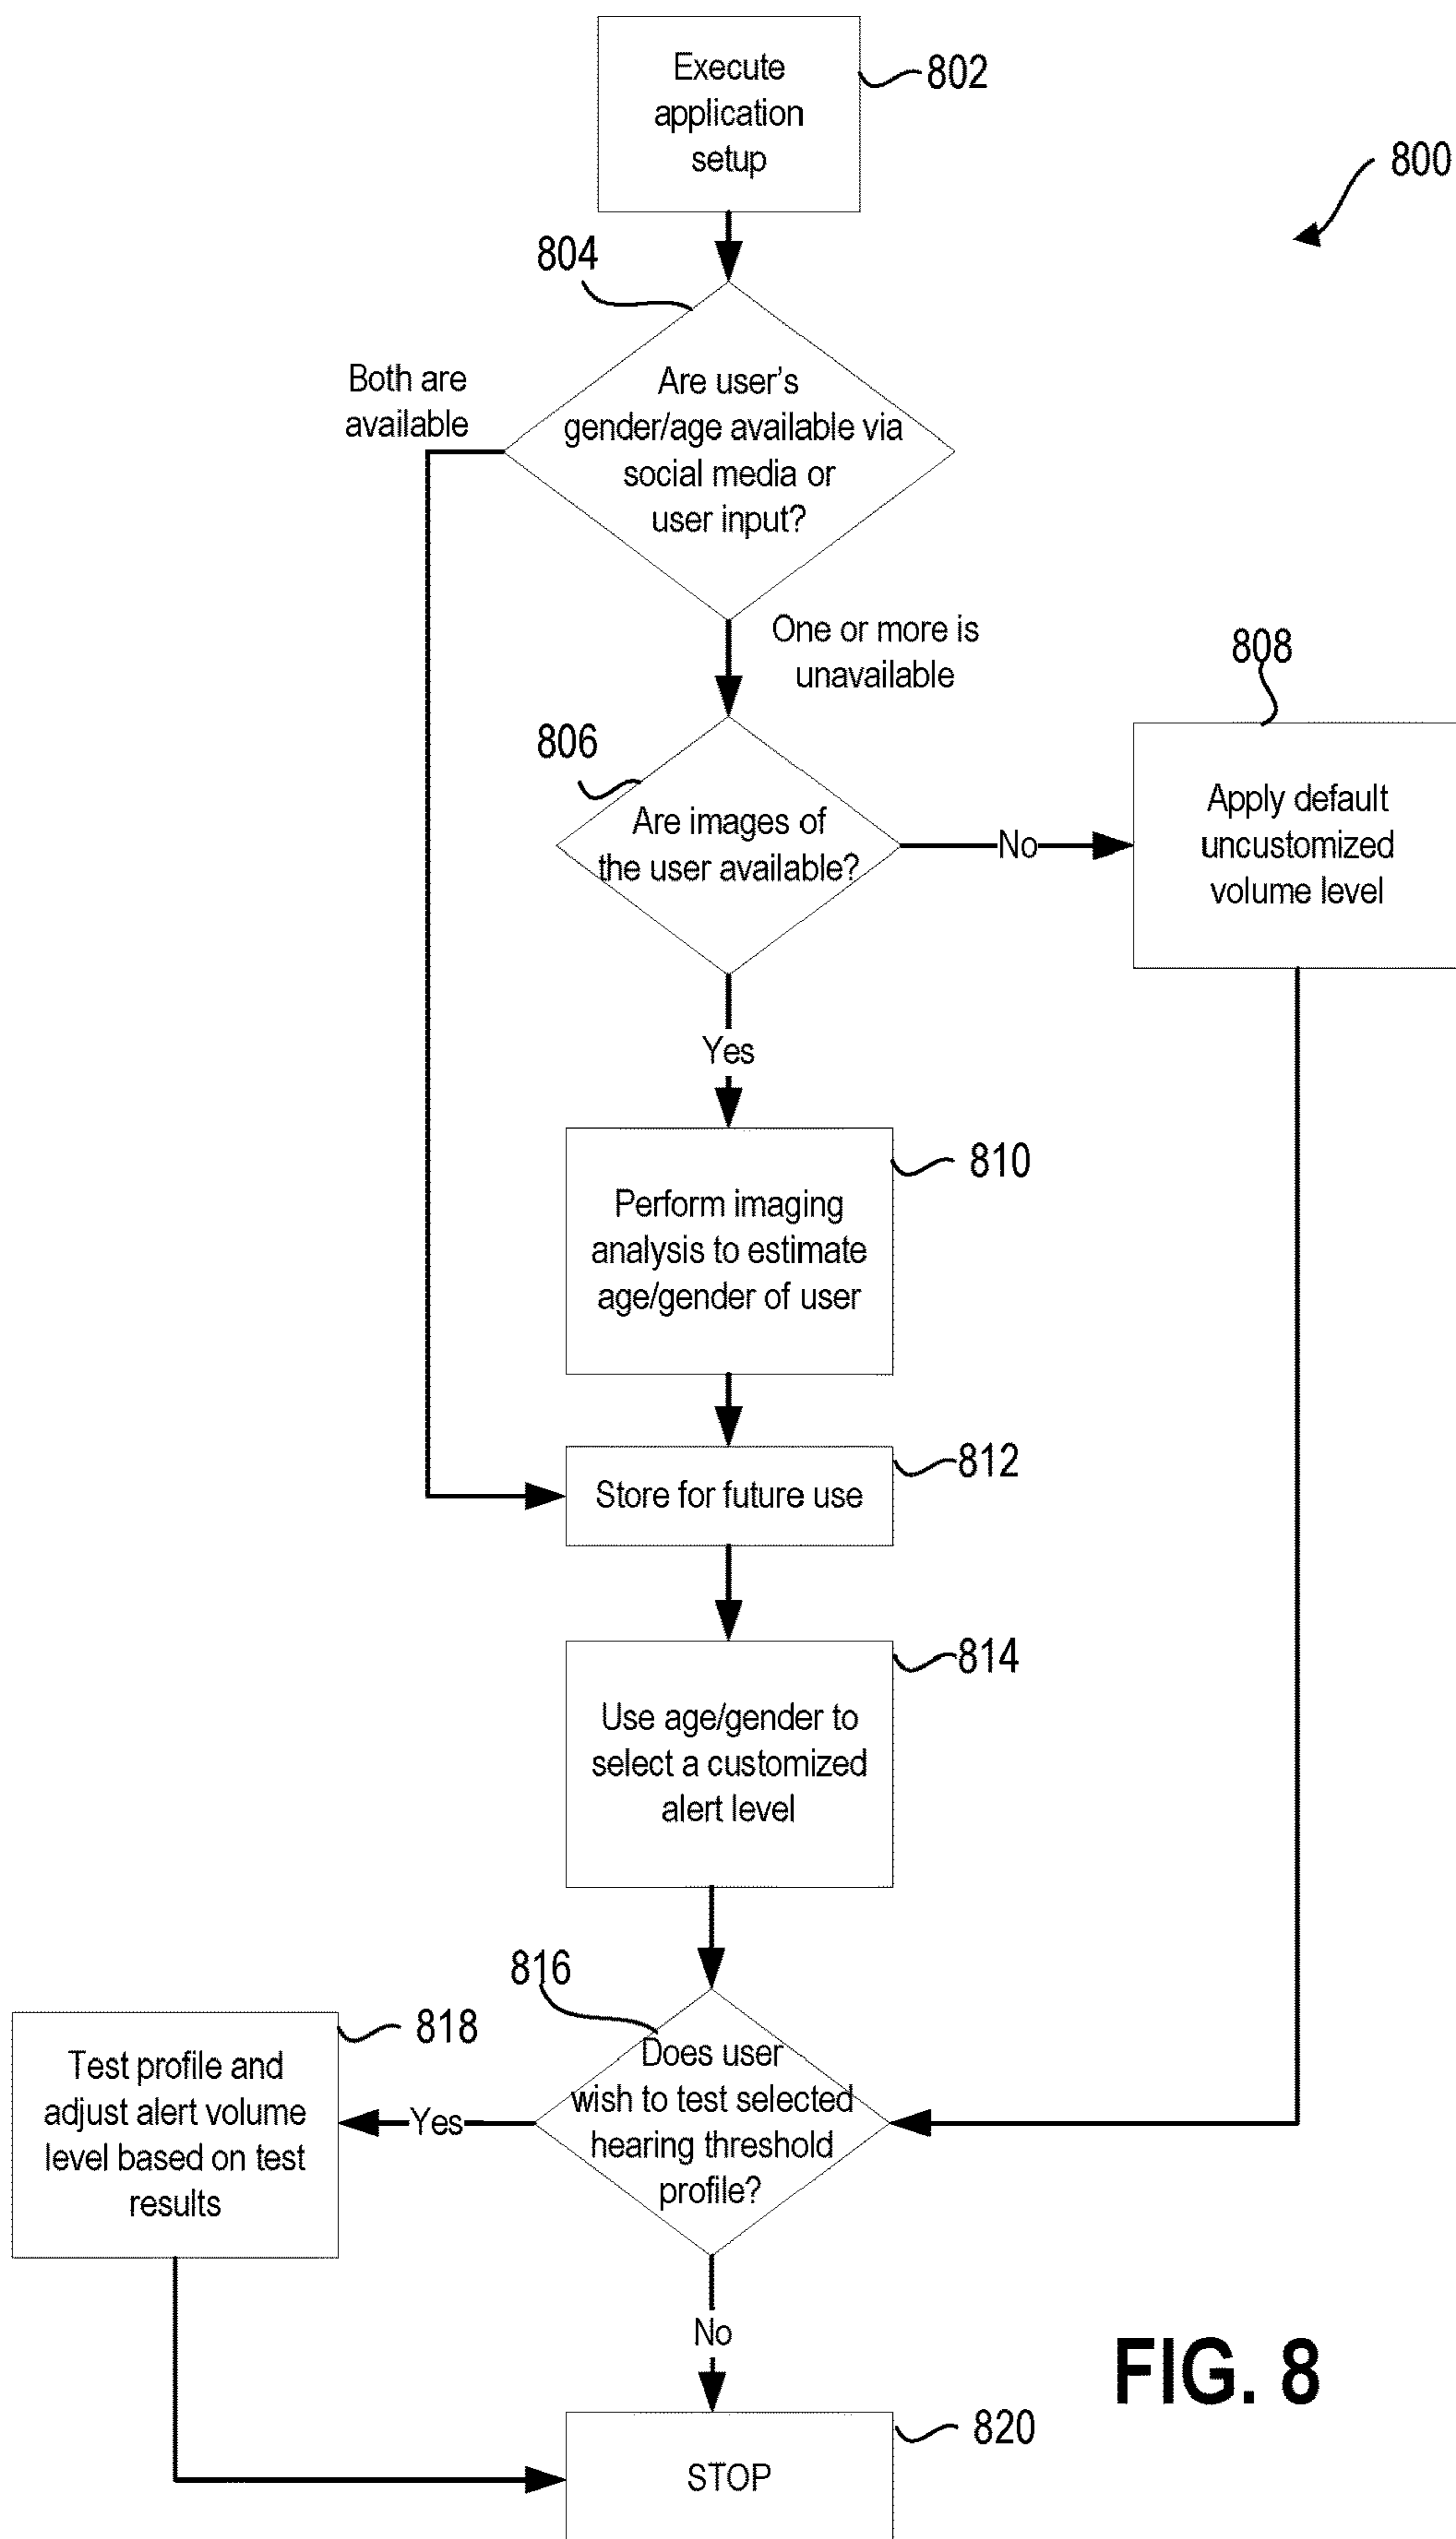 Execute
application
setup
802
800
804
Both are
available
Are user's
gender/age available via
social media or
user input?
One or more is
unavailable
808
806
Are images of
the user available?
No
Apply default
uncustomized
volume level
Yes
810
Perform imaging
analysis to estimate
age/gender of user
812
Store for future use
814
Use age/gender to
select a customized
alert level
816
818
Test profile and
adjust alert volume
level based on test
results
Yes
Does user
wish to test selected
hearing threshold
profile?
No
FIG. 8
820
STOP